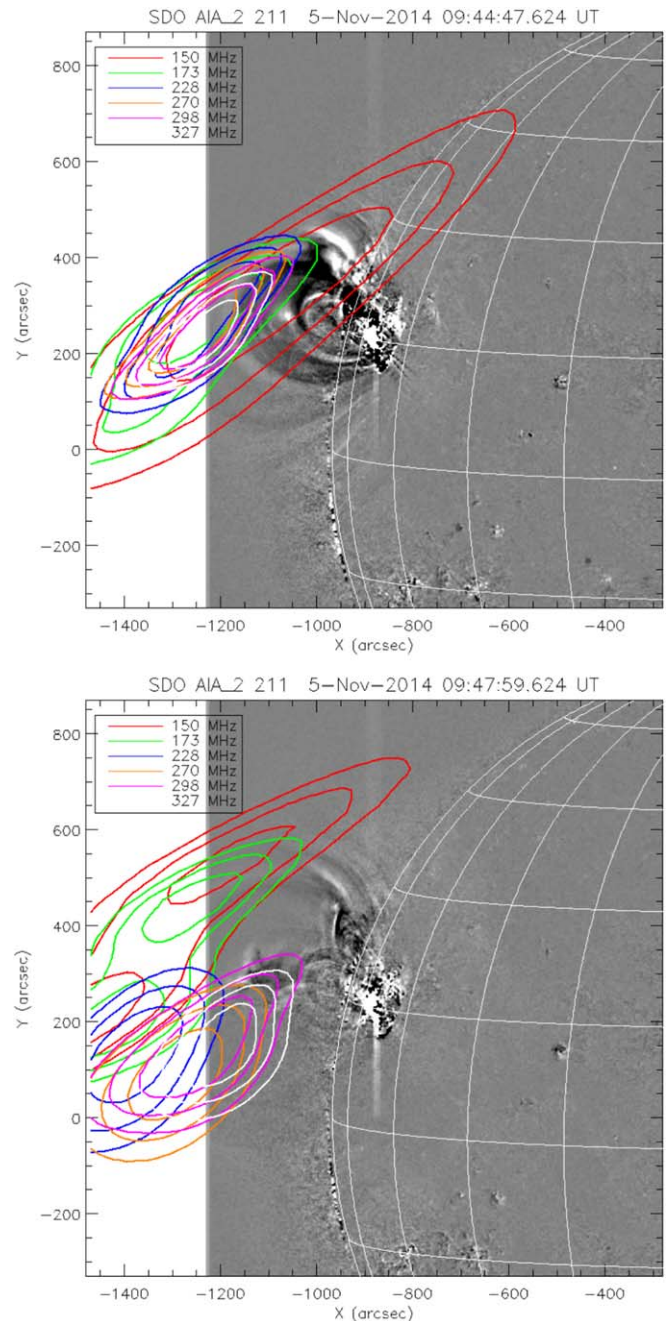 SDO AIA_2 211 5-Nov-2014 09:44:47.624 UT
150 MHz
173 MHz
228 MHz
270 MHz
298 MHz
327 MHz
800
600
400
200
0
-200
Y (arcsec)
-1400 -1200 -1000 -800 -600 -400
X (arcsec)
SDO AIA_2 211 5-Nov-2014 09:47:59.624 UT
150 MHz
173 MHz
228 MHz
270 MHz
298 MHz
327 MHz
800
600
400
200
0
-200
Y (arcsec)
-1400 -1200 -1000 -800 -600 -400
X (arcsec)